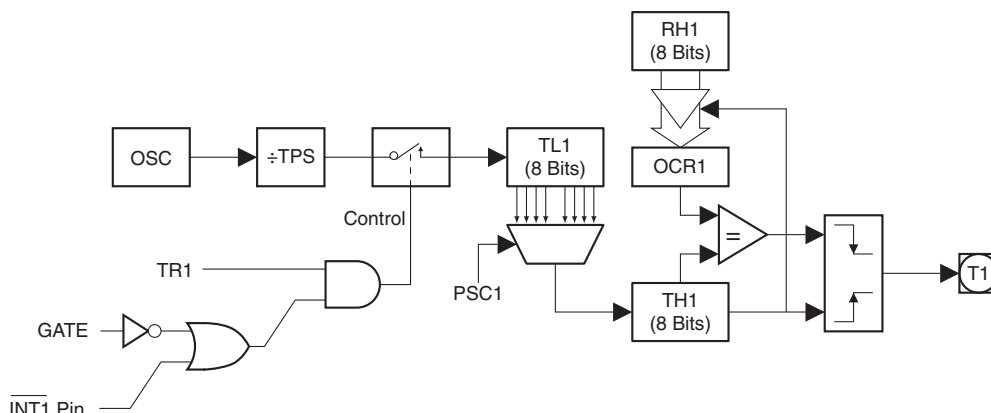 RH1
(8 Bits)
OSC
÷TPS
TL1
(8 Bits)
OCR1
Control
=
TR1
PSC1
TH1
(8 Bits)
T1
GATE
INT1 Pin